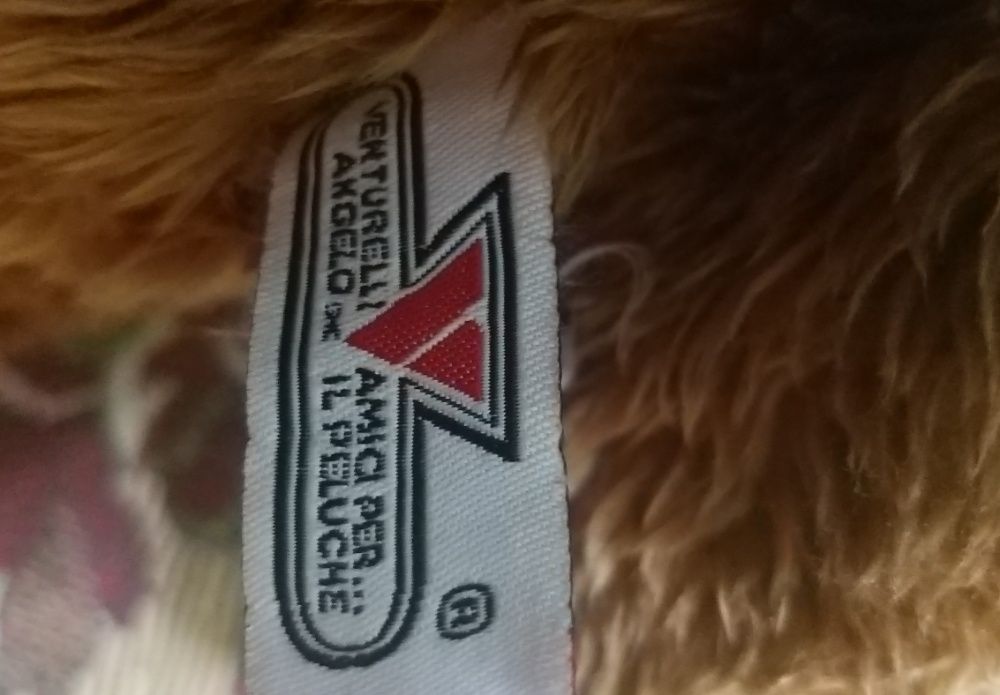 VENTURELLI
ANGELO
AMICI PER...
IL PELUCHE
®